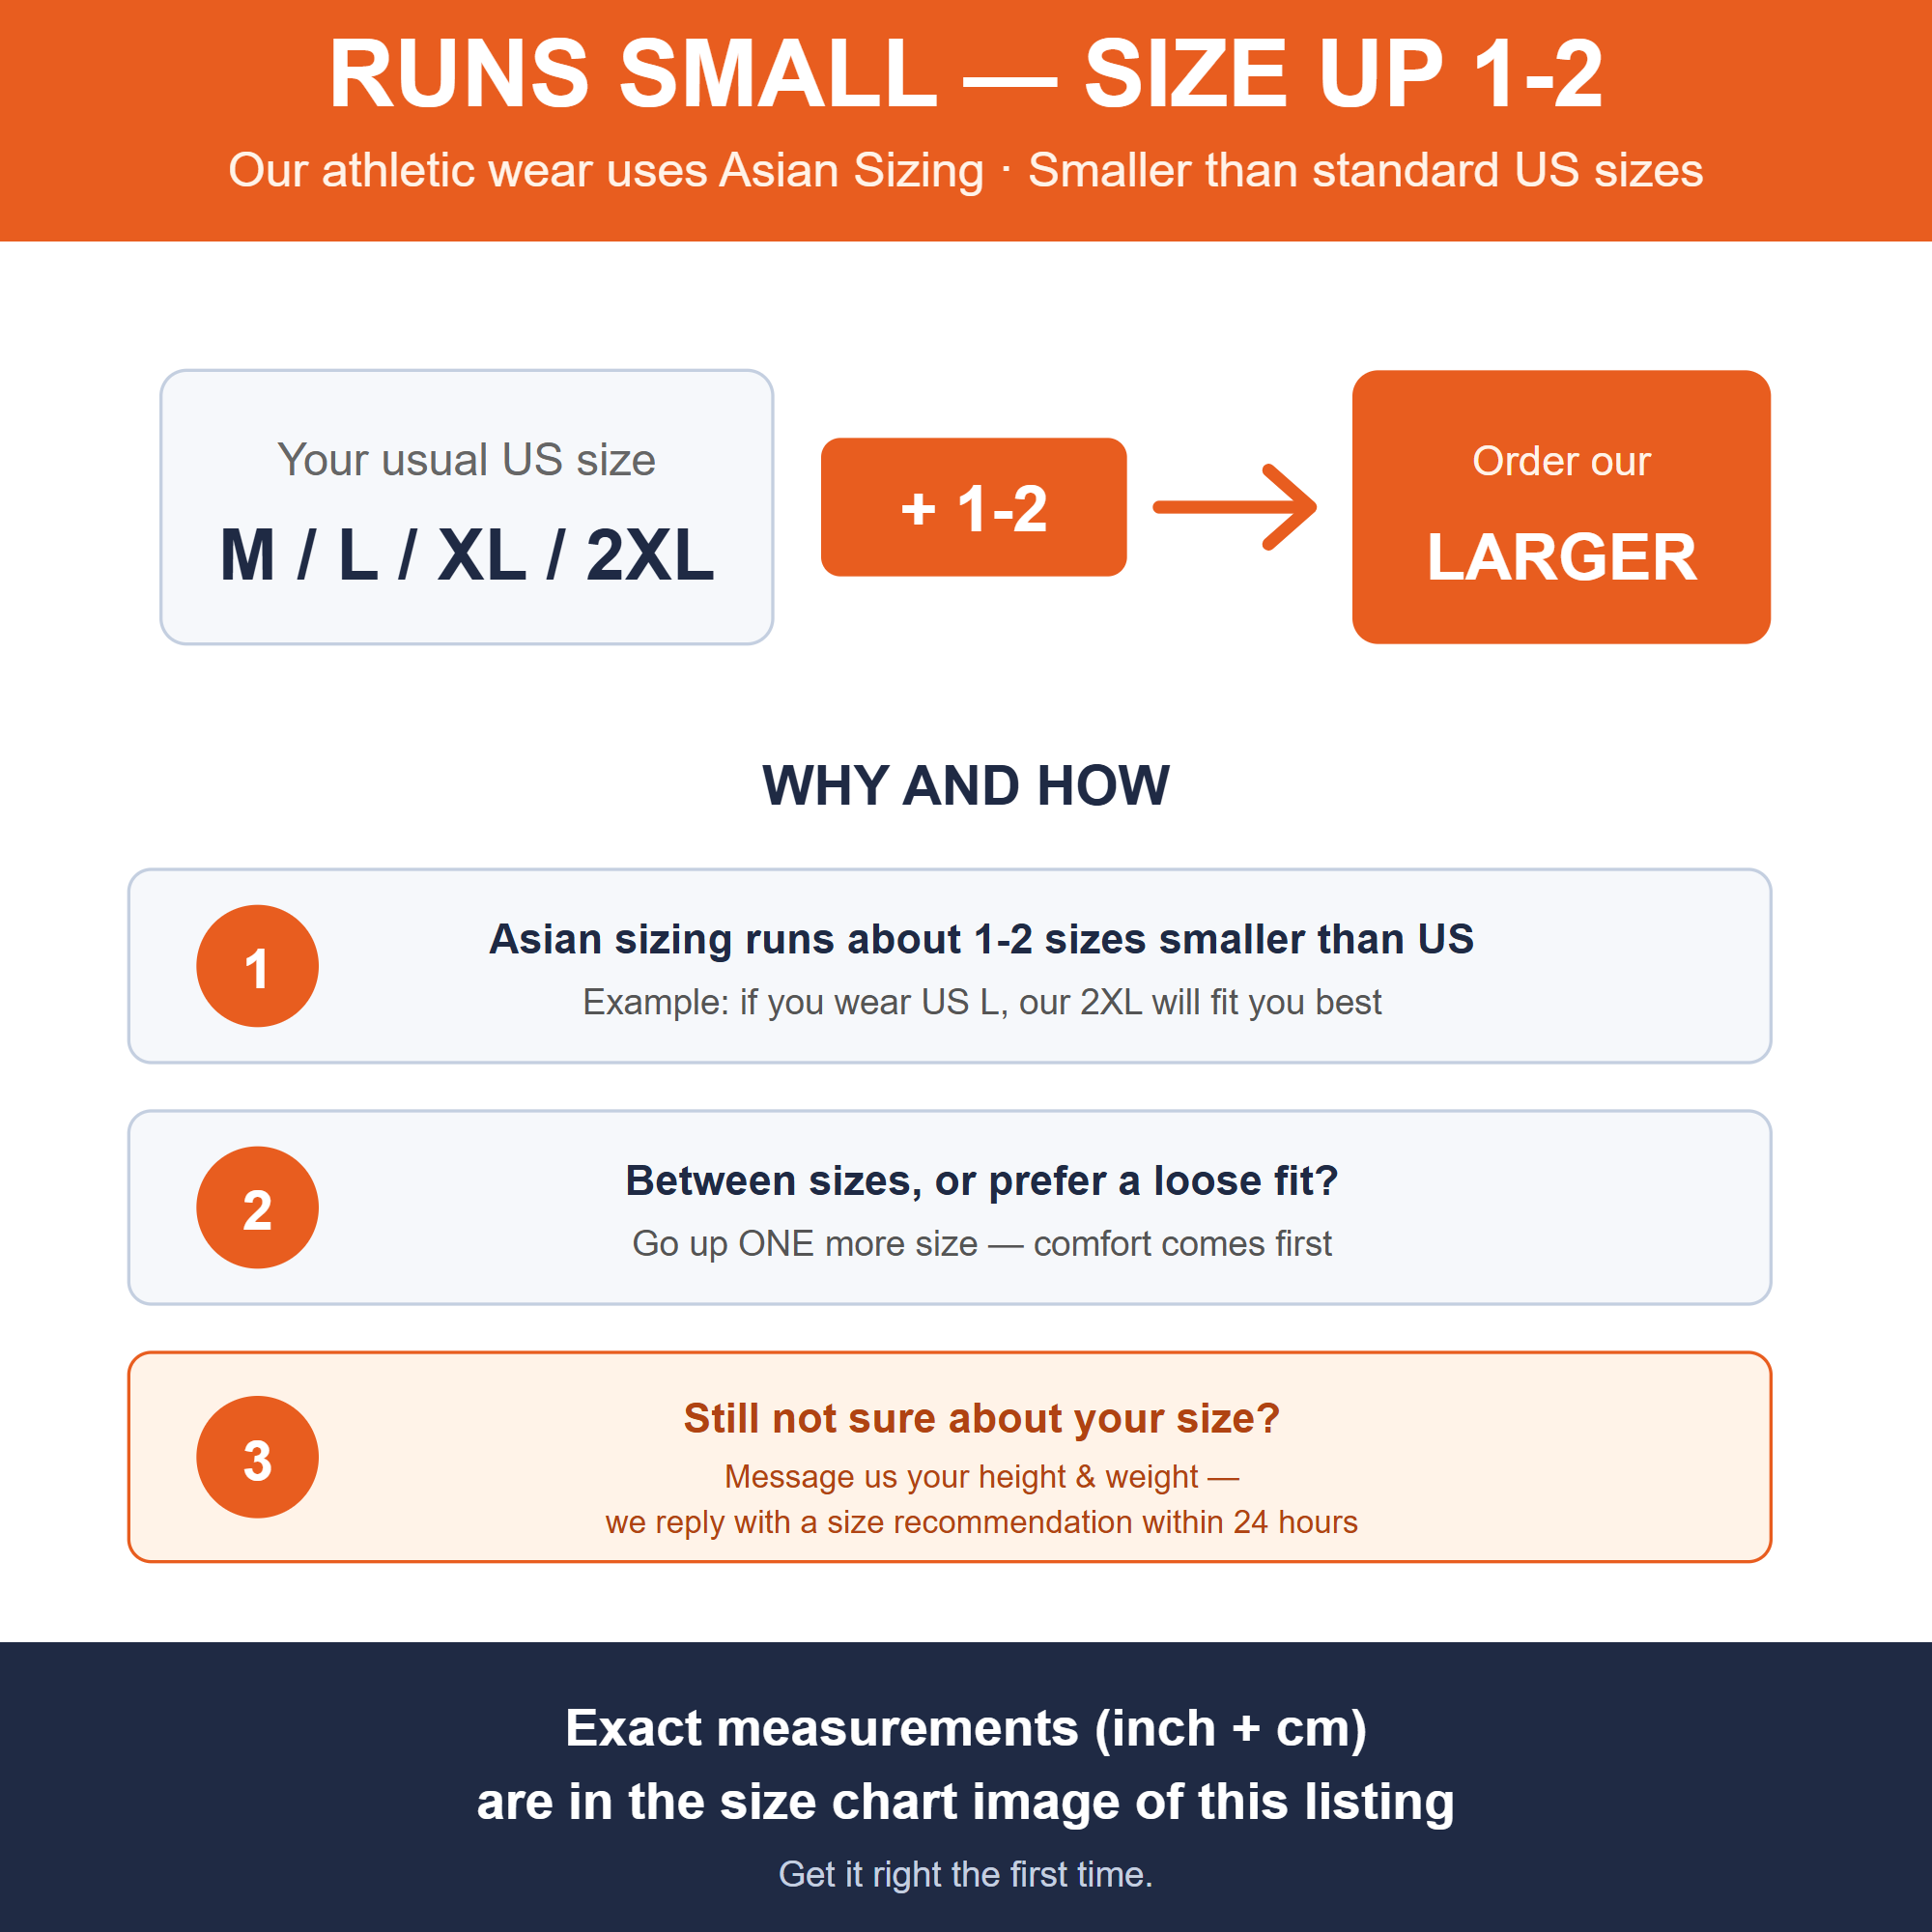 RUNS SMALL — SIZE UP 1-2
Our athletic wear uses Asian Sizing · Smaller than standard US sizes
Your usual US size
M / L / XL / 2XL
+ 1-2
Order our
LARGER
WHY AND HOW
1
Asian sizing runs about 1-2 sizes smaller than US
Example: if you wear US L, our 2XL will fit you best
2
Between sizes, or prefer a loose fit?
Go up ONE more size — comfort comes first
3
Still not sure about your size?
Message us your height & weight —
we reply with a size recommendation within 24 hours
Exact measurements (inch + cm)
are in the size chart image of this listing
Get it right the first time.